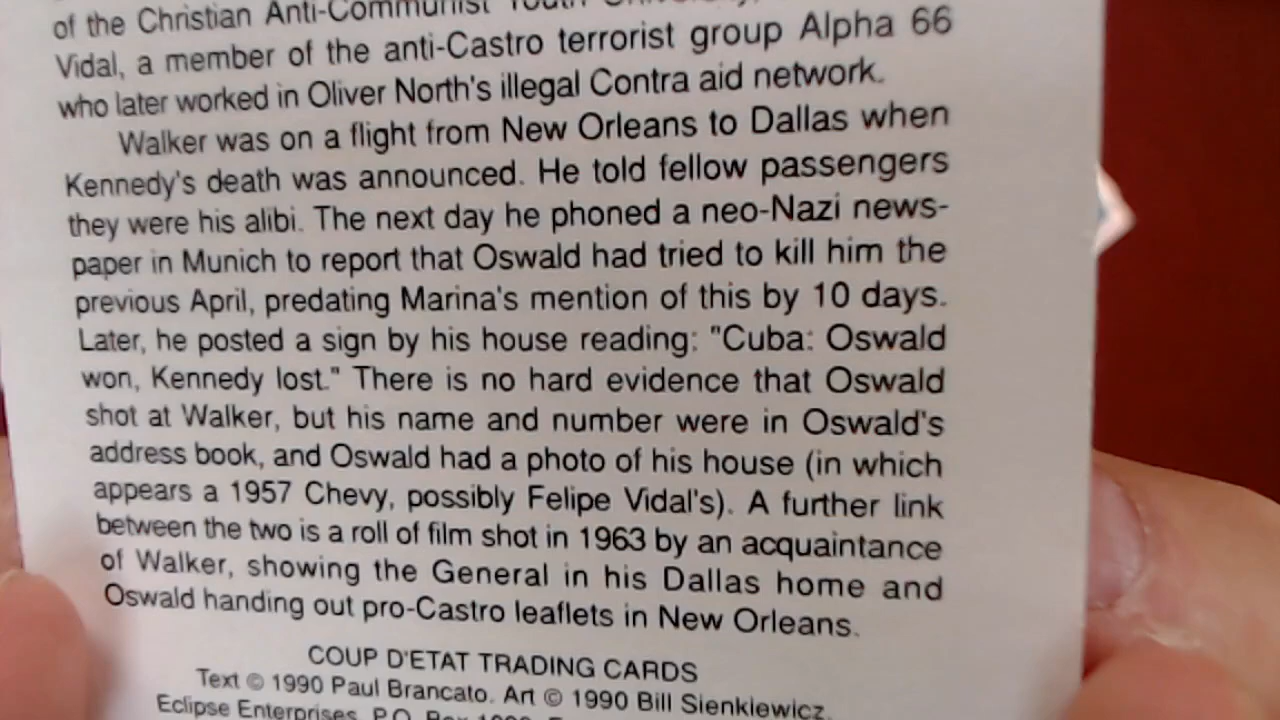 of the Christian Anti-Communist Youth University,
Vidal, a member of the anti-Castro terrorist group Alpha 66
who later worked in Oliver North's illegal Contra aid network.
Walker was on a flight from New Orleans to Dallas when
Kennedy's death was announced. He told fellow passengers
they were his alibi. The next day he phoned a neo-Nazi news-
paper in Munich to report that Oswald had tried to kill him the
previous April, predating Marina's mention of this by 10 days.
Later, he posted a sign by his house reading: "Cuba: Oswald
won, Kennedy lost." There is no hard evidence that Oswald
shot at Walker, but his name and number were in Oswald's
address book, and Oswald had a photo of his house (in which
appears a 1957 Chevy, possibly Felipe Vidal's). A further link
between the two is a roll of film shot in 1963 by an acquaintance
of Walker, showing the General in his Dallas home and
Oswald handing out pro-Castro leaflets in New Orleans.
COUP D'ETAT TRADING CARDS
Text © 1990 Paul Brancato. Art © 1990 Bill Sienkiewicz.
Eclipse Enterprises, P.O. Box